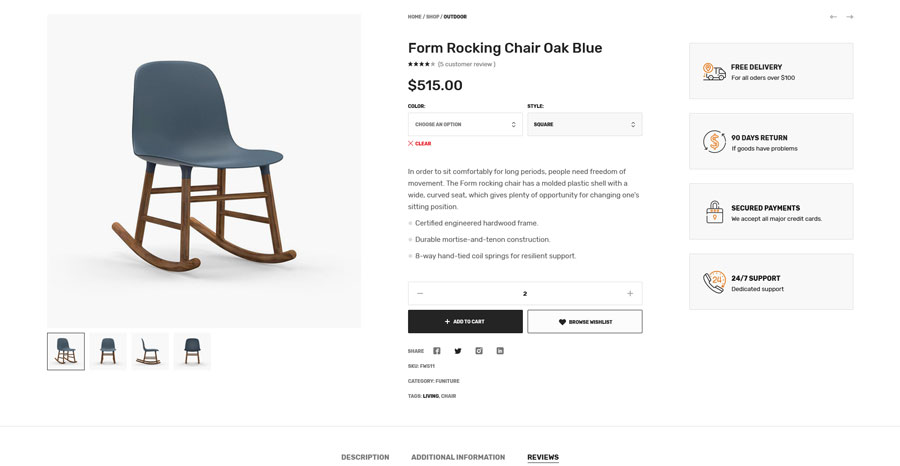 HOME / SHOP / OUTDOOR
Form Rocking Chair Oak Blue
(5 customer review )
$515.00
COLOR:
STYLE:
CHOOSE AN OPTION
SQUARE
CLEAR
In order to sit comfortably for long periods, people need freedom of
movement. The Form rocking chair has a molded plastic shell with a
wide, curved seat, which gives plenty of opportunity for changing one's
sitting position.
Certified engineered hardwood frame.
Durable mortise-and-tenon construction.
8-way hand-tied coil springs for resilient support.
2
+ ADD TO CART
BROWSE WISHLIST
SHARE
SKU: FWS11
CATEGORY: FUNITURE
TAGS: LIVING, CHAIR
FREE DELIVERY
For all oders over $100
90 DAYS RETURN
If goods have problems
SECURED PAYMENTS
We accept all major credit cards.
24
24/7 SUPPORT
Dedicated support
DESCRIPTION
ADDITIONAL INFORMATION
REVIEWS